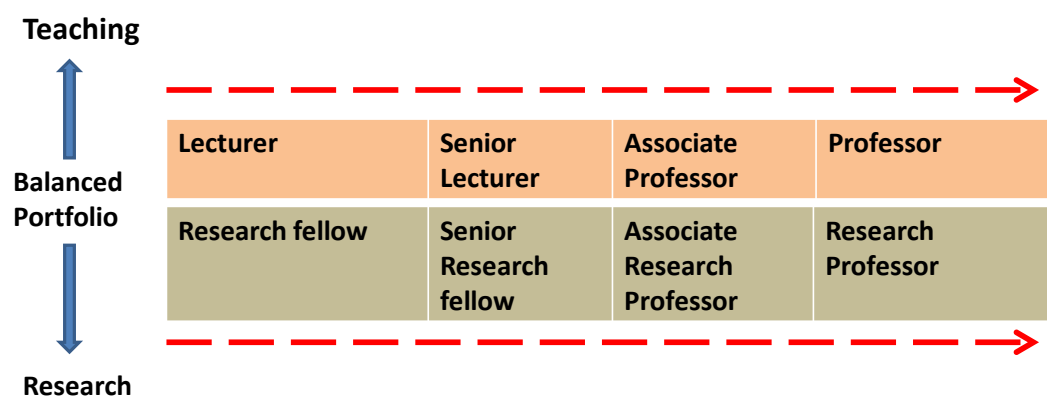 Teaching
Balanced
Portfolio
Research
Lecturer
Senior
Lecturer
Associate
Professor
Professor
Research fellow
Senior
Research
fellow
Associate
Research
Professor
Research
Professor